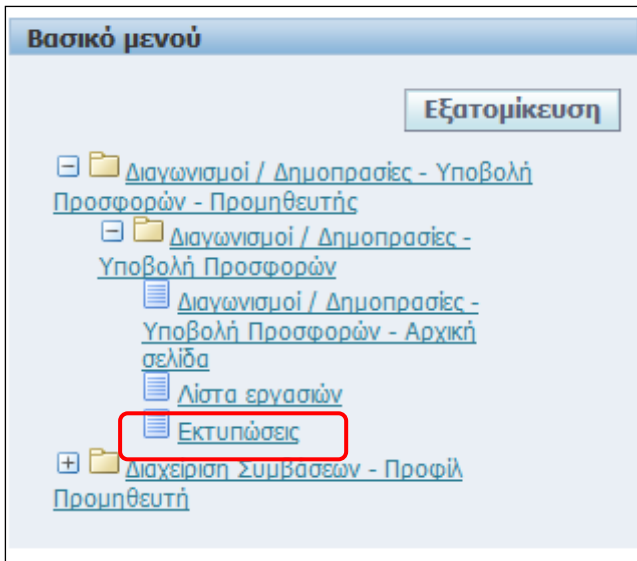 Βασικό μενού
Εξατομίκευση
Διαγωνισμοί / Δημοπρασίες - Υποβολή
Προσφορών - Προμηθευτής
Διαγωνισμοί / Δημοπρασίες -
Υποβολή Προσφορών
Διαγωνισμοί / Δημοπρασίες -
Υποβολή Προσφορών - Αρχική
σελίδα
Λίστα εργασιών
Εκτυπώσεις
Διαχείριση Συμβάσεων - Προφίλ
Προμηθευτή